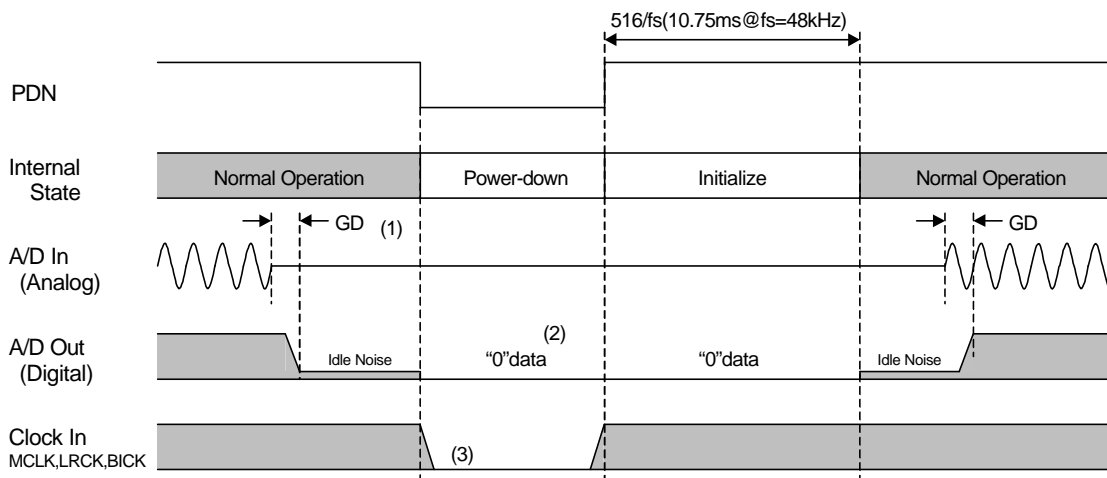 516/fs(10.75ms@fs=48kHz)
PDN
Internal
State
Normal Operation
Power-down
Initialize
Normal Operation
GD
(1)
GD
A/D In
(Analog)
A/D Out
(Digital)
Idle Noise
(2)
“0”data
“0”data
Idle Noise
Clock In
MCLK,LRCK,BICK
(3)